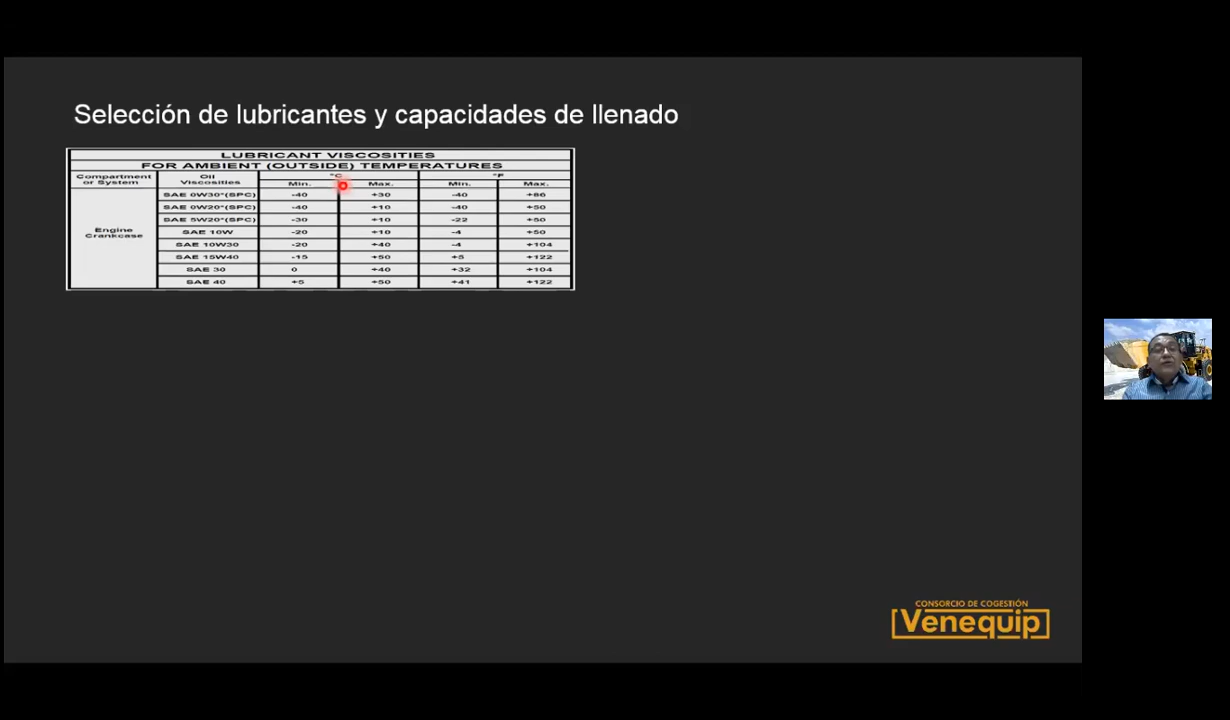 Selección de lubricantes y capacidades de llenado
LUBRICANT VISCOSITIES
FOR AMBIENT (OUTSIDE) TEMPERATURES
Compartment or System Oil Viscosities °C °F
Min. Max. Min. Max.
Engine Crankcase
SAE 0W30*(SPC) -40 +30 -40 +86
SAE 0W20*(SPC) -40 +10 -40 +50
SAE 5W20*(SPC) -30 +10 -22 +50
SAE 10W -20 +10 -4 +50
SAE 10W30 -20 +40 -4 +104
SAE 15W40 -15 +50 +5 +122
SAE 30 0 +40 +32 +104
SAE 40 +5 +50 +41 +122
CONSORCIO DE COGESTIÓN
Venequip